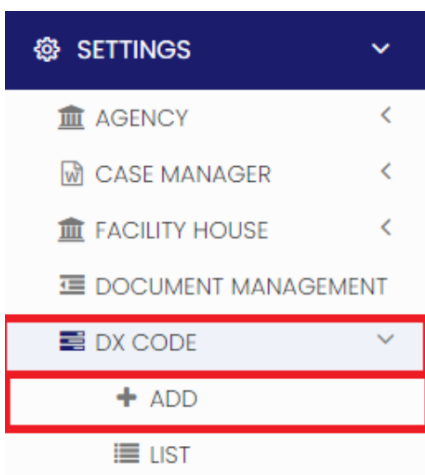 SETTINGS
AGENCY
CASE MANAGER
FACILITY HOUSE
DOCUMENT MANAGEMENT
DX CODE
ADD
LIST